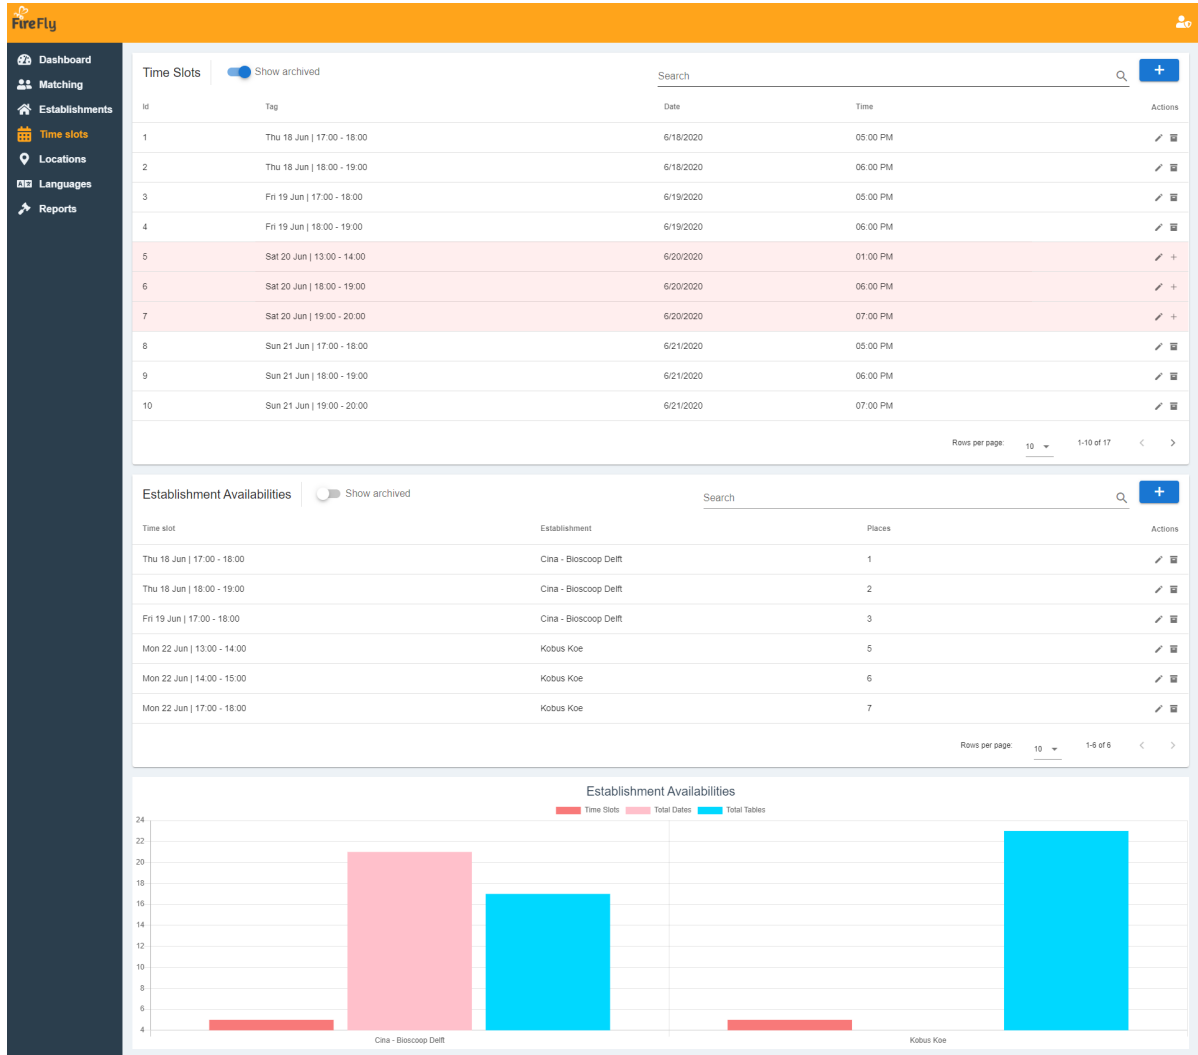 FireFly
Dashboard
Matching
Establishments
Time slots
Locations
Languages
Reports
Time Slots Show archived Search +
Id Tag Date Time Actions
1 Thu 18 Jun | 17:00 - 18:00 6/18/2020 05:00 PM
2 Thu 18 Jun | 18:00 - 19:00 6/18/2020 06:00 PM
3 Fri 19 Jun | 17:00 - 18:00 6/19/2020 05:00 PM
4 Fri 19 Jun | 18:00 - 19:00 6/19/2020 06:00 PM
5 Sat 20 Jun | 13:00 - 14:00 6/20/2020 01:00 PM
6 Sat 20 Jun | 18:00 - 19:00 6/20/2020 06:00 PM
7 Sat 20 Jun | 19:00 - 20:00 6/20/2020 07:00 PM
8 Sun 21 Jun | 17:00 - 18:00 6/21/2020 05:00 PM
9 Sun 21 Jun | 18:00 - 19:00 6/21/2020 06:00 PM
10 Sun 21 Jun | 19:00 - 20:00 6/21/2020 07:00 PM
Rows per page: 10 1-10 of 17
Establishment Availabilities Show archived Search +
Time slot Establishment Places Actions
Thu 18 Jun | 17:00 - 18:00 Cina - Bioscoop Delft 1
Thu 18 Jun | 18:00 - 19:00 Cina - Bioscoop Delft 2
Fri 19 Jun | 17:00 - 18:00 Cina - Bioscoop Delft 3
Mon 22 Jun | 13:00 - 14:00 Kobus Koe 5
Mon 22 Jun | 14:00 - 15:00 Kobus Koe 6
Mon 22 Jun | 17:00 - 18:00 Kobus Koe 7
Rows per page: 10 1-6 of 6
Establishment Availabilities
Time Slots Total Dates Total Tables
24
22
20
18
16
14
12
10
8
6
4
Cina - Bioscoop Delft Kobus Koe